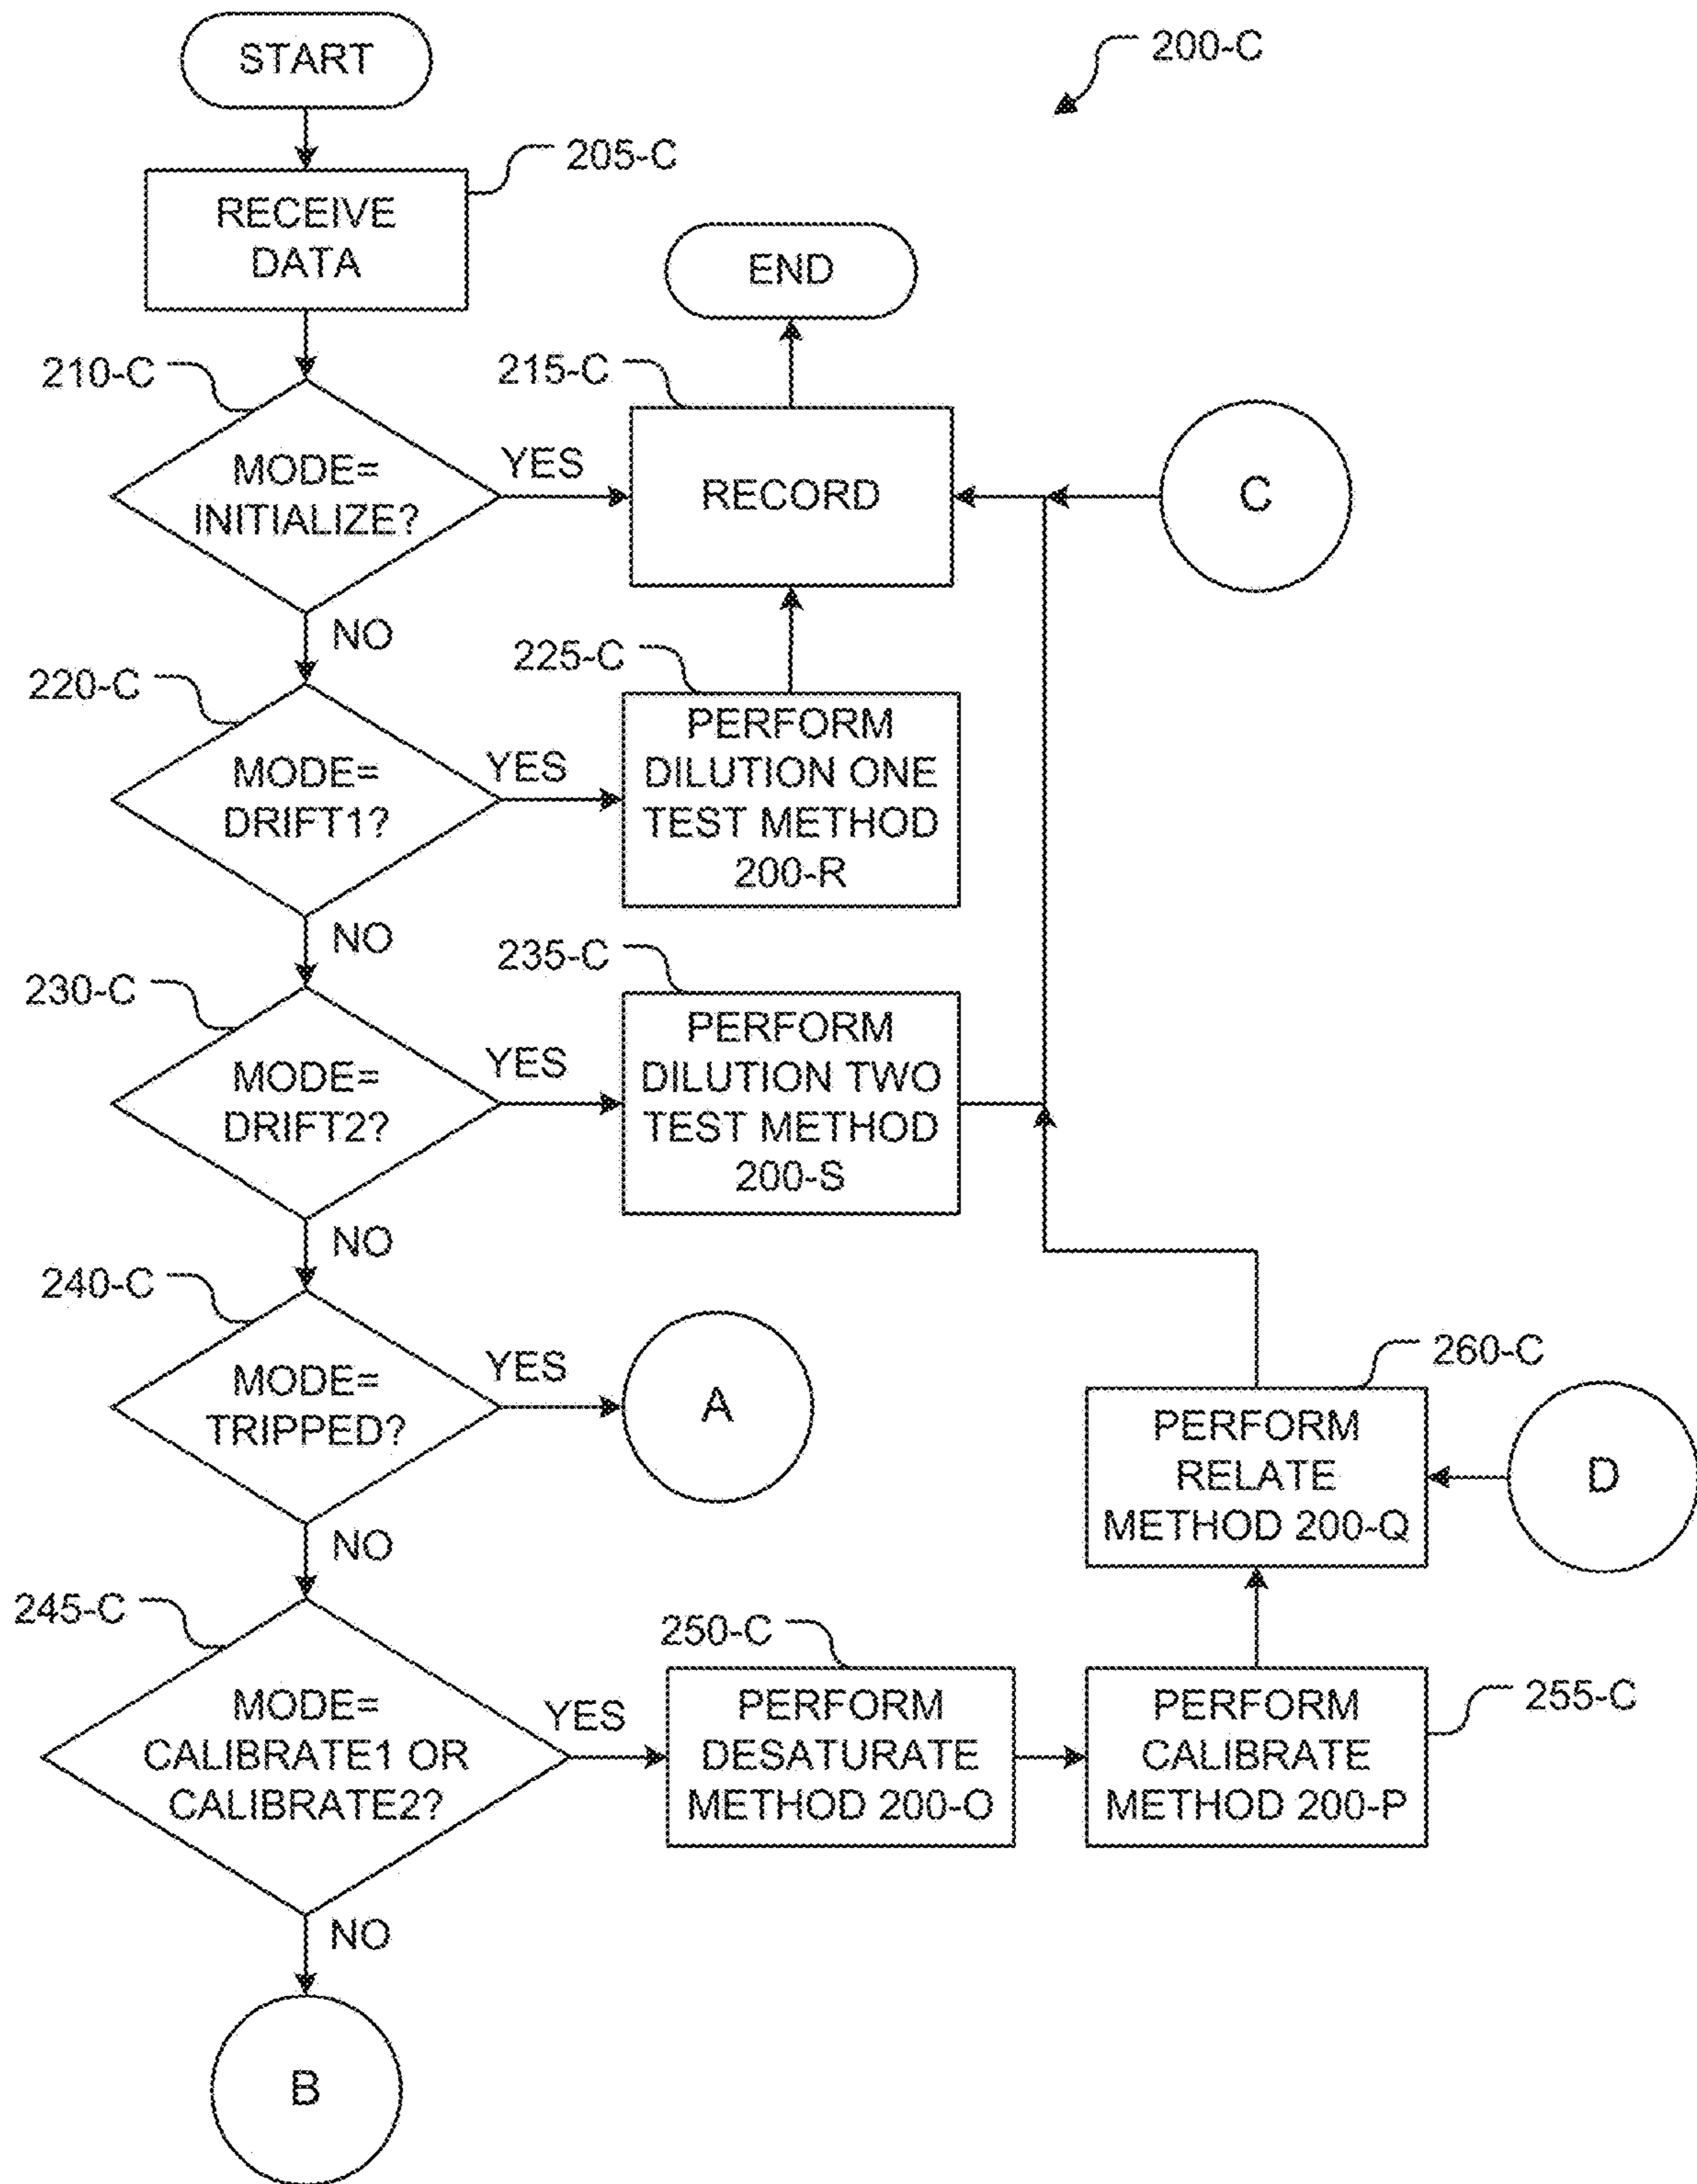 START
200-C
205-C
RECEIVE
DATA
END
210-C
215-C
MODE=
INITIALIZE?
YES
RECORD
C
NO
220-C
225-C
MODE=
DRIFT1?
YES
PERFORM
DILUTION ONE
TEST METHOD
200-R
NO
230-C
235-C
MODE=
DRIFT2?
YES
PERFORM
DILUTION TWO
TEST METHOD
200-S
NO
240-C
MODE=
TRIPPED?
YES
A
260-C
PERFORM
RELATE
METHOD 200-Q
D
NO
245-C
250-C
255-C
MODE=
CALIBRATE1 OR
CALIBRATE2?
YES
PERFORM
DESATURATE
METHOD 200-O
PERFORM
CALIBRATE
METHOD 200-P
NO
B